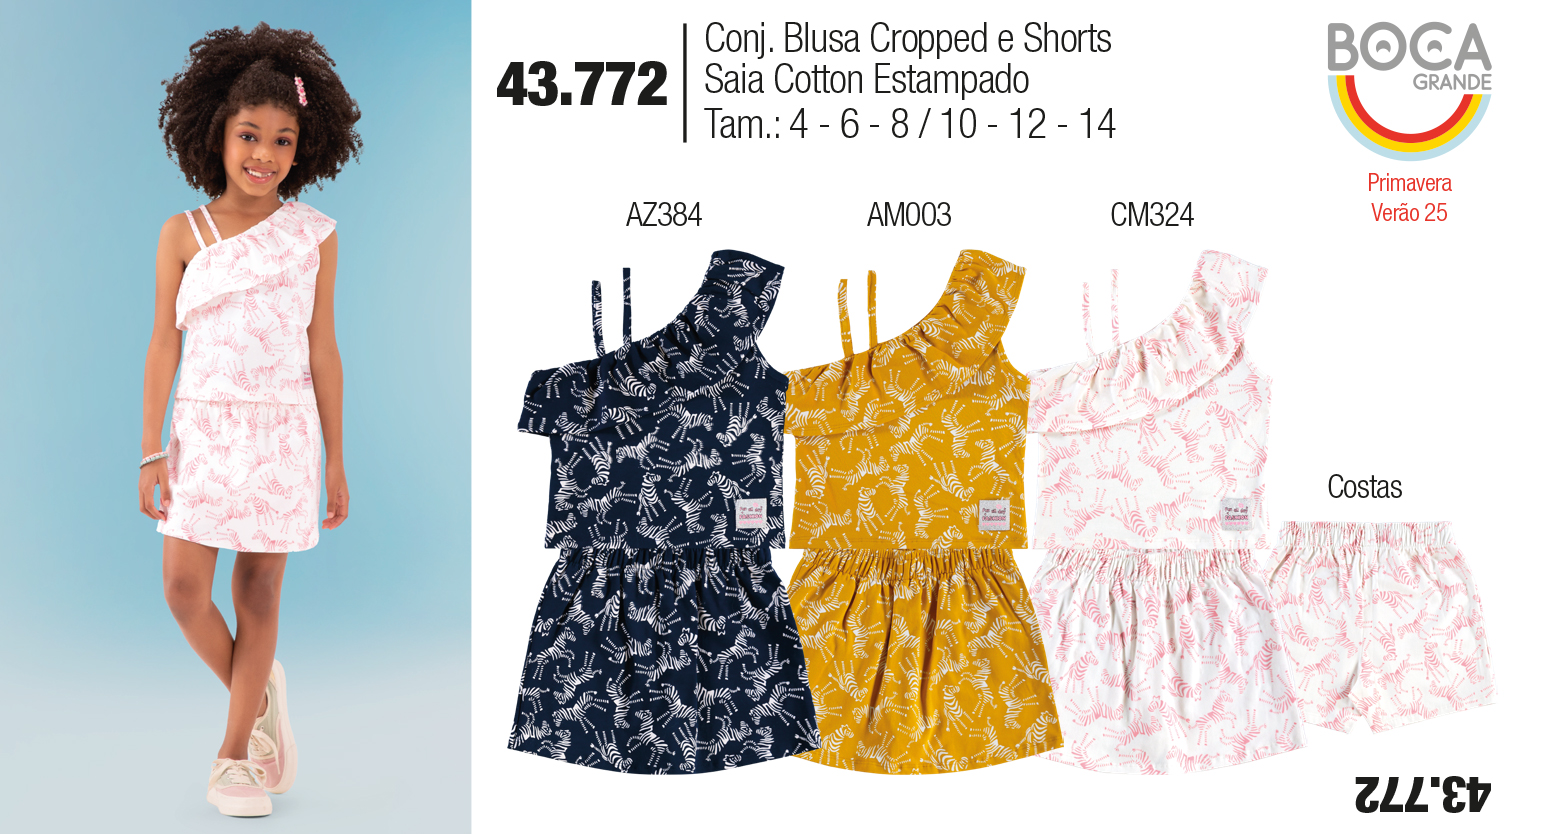 43.772
Conj. Blusa Cropped e Shorts
Saia Cotton Estampado
Tam.: 4 - 6 - 8 / 10 - 12 - 14
BOCA
GRANDE
Primavera
Verão 25
AZ384
AM003
CM324
Costas
43.772